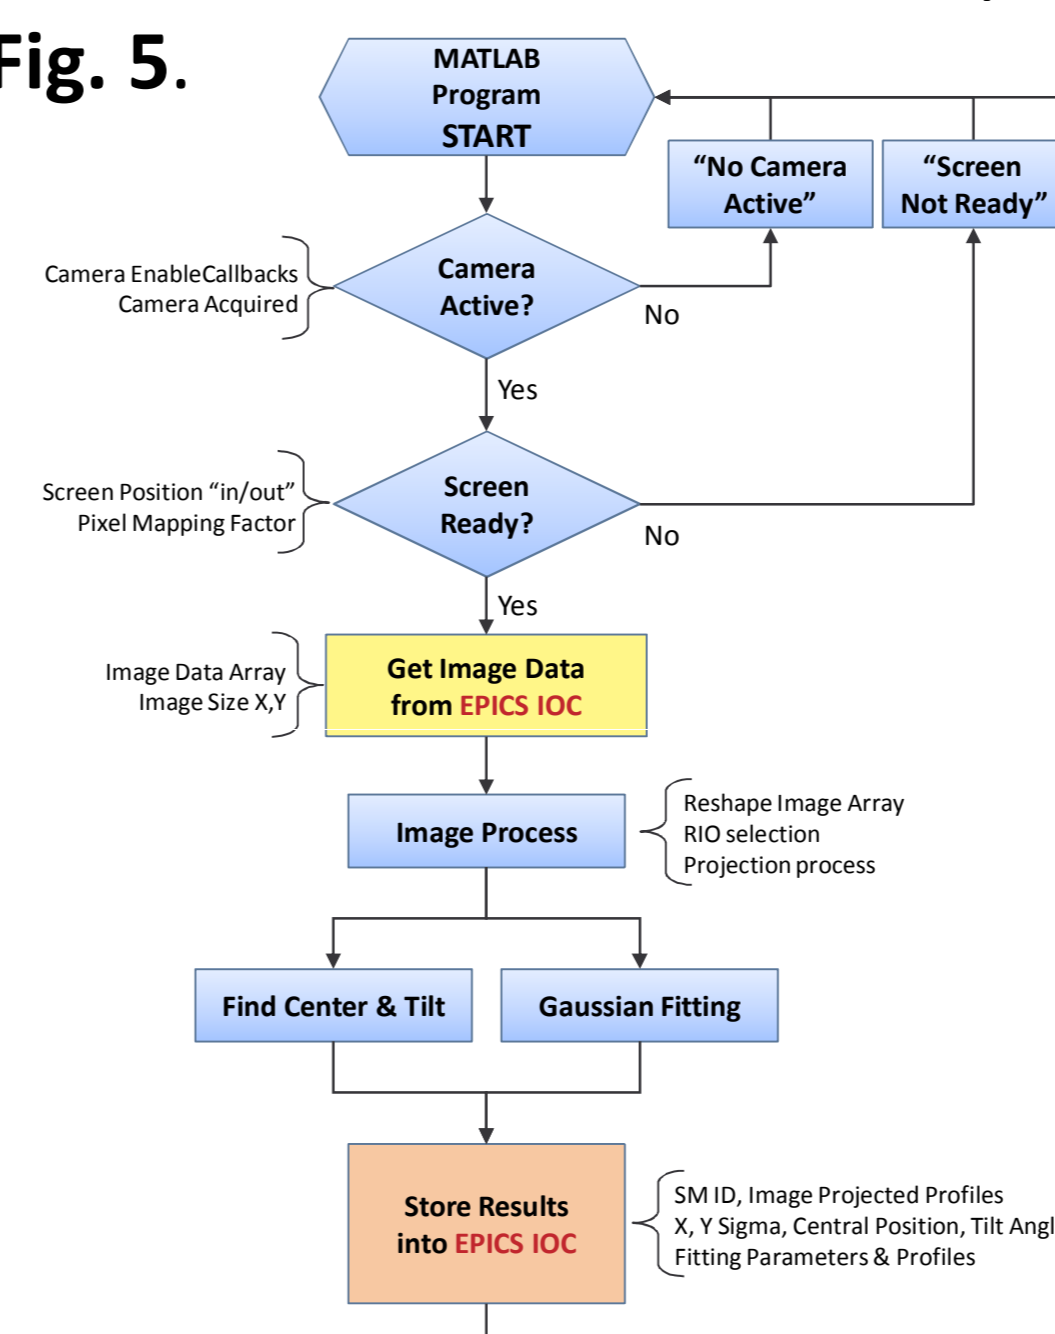 Fig. 5.
MATLAB
Program
START
"No Camera
Active"
"Screen
Not Ready"
Camera
Active?
Camera EnableCallbacks
Camera Acquired
No
Yes
Screen
Ready?
Screen Position "in/out"
Pixel Mapping Factor
No
Yes
Get Image Data
from EPICS IOC
Image Data Array
Image Size X,Y
Image Process
Reshape Image Array
RIO selection
Projection process
Find Center & Tilt
Gaussian Fitting
Store Results
into EPICS IOC
SM ID, Image Projected Profiles
X, Y Sigma, Central Position, Tilt Angl
Fitting Parameters & Profiles